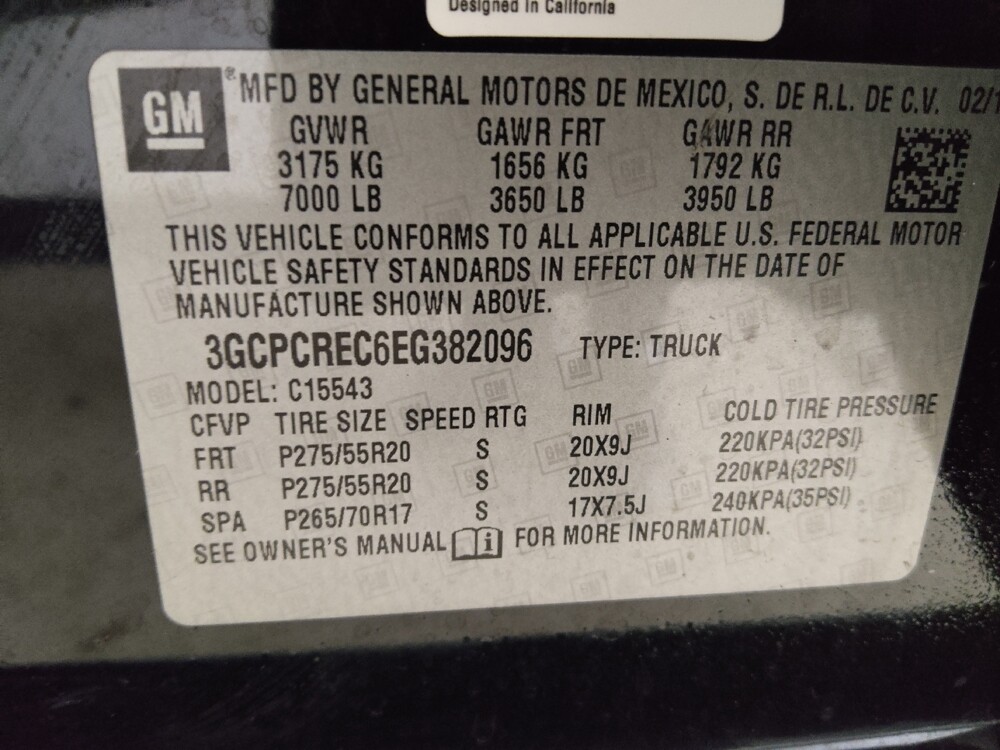 Designed in California
GM ® MFD BY GENERAL MOTORS DE MEXICO, S. DE R.L. DE C.V. 02/1
GVWR GAWR FRT GAWR RR
3175 KG 1656 KG 1792 KG
7000 LB 3650 LB 3950 LB
THIS VEHICLE CONFORMS TO ALL APPLICABLE U.S. FEDERAL MOTOR
VEHICLE SAFETY STANDARDS IN EFFECT ON THE DATE OF
MANUFACTURE SHOWN ABOVE.
3GCPCREC6EG382096 TYPE: TRUCK
MODEL: C15543
CFVP TIRE SIZE SPEED RTG RIM COLD TIRE PRESSURE
FRT P275/55R20 S 20X9J 220KPA(32PSI)
RR P275/55R20 S 20X9J 220KPA(32PSI)
SPA P265/70R17 S 17X7.5J 240KPA(35PSI)
SEE OWNER'S MANUAL i FOR MORE INFORMATION.